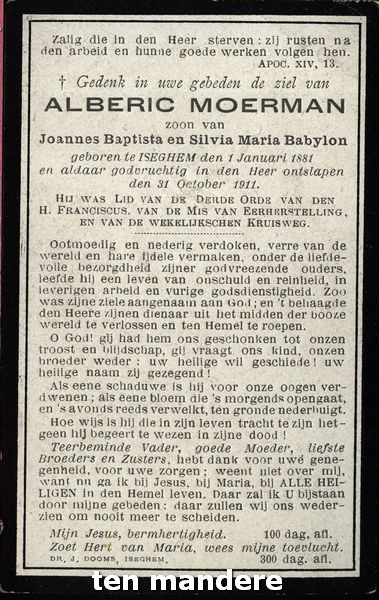 Zalig die in den Heer sterven : zij rusten na
den arbeid en hunne goede werken volgen hen.
APOC. XIV, 13.
† Gedenk in uwe gebeden de ziel van
ALBERIC MOERMAN
zoon van
Joannes Baptista en Silvia Maria Babylon
geboren te ISEGHEM den 1 Januari 1881
en aldaar godvruchtig in den Heer ontslapen
den 31 October 1911.
HIJ WAS LID VAN DE DERDE ORDE VAN DEN
H. FRANCISCUS, VAN DE MIS VAN EERHERSTELLING,
EN VAN DE WEKELIJKSCHEN KRUISWEG.
Ootmoedig en nederig verdoken, verre van de
wereld en hare ijdele vermaken, onder de liefde-
volle bezorgdheid zijner godvreezende ouders,
leefde hij een leven van onschuld en reinheid, in
ieverigen arbeid en vurige godsdienstigheid. Zoo
was zijne ziele aangenaam aan God ; en 't behaagde
den Heere zijnen dienaar uit het midden der booze
wereld te verlossen en ten Hemel te roepen.
O God! gij had hem ons geschonken tot onzen
troost en blijdschap, gij vraagt ons kind, onzen
broeder weder : uw heilige wil geschiede ! uw
heilige naam zij gezegend !
Als eene schaduwe is hij voor onze oogen ver-
dwenen ; als eene bloem die 's morgends opengaat,
en 's avonds reeds verwelkt, ten gronde nederbuigt.
Hoe wijs is hij die in zijn leven tracht te zijn het-
geen hij begeert te wezen in zijne dood !
Teerbeminde Vader, goede Moeder, liefste
Broeders en Zusters, hebt dank voor uwe gene-
genheid, voor uwe zorgen ; weent niet over mij,
want nu ga ik bij Jesus, bij Maria, bij ALLE HEI-
LIGEN in den Hemel leven. Daar zal ik U bijstaan
door mijne gebeden : daar zullen wij ons weder-
zien om nooit meer te scheiden.
Mijn Jesus, bermhertigheid. 100 dag. afl.
Zoet Hert van Maria, wees mijne toevlucht.
DR. J. DOOMS, ISEGHEM. 300 dag. afl.
ten mandere